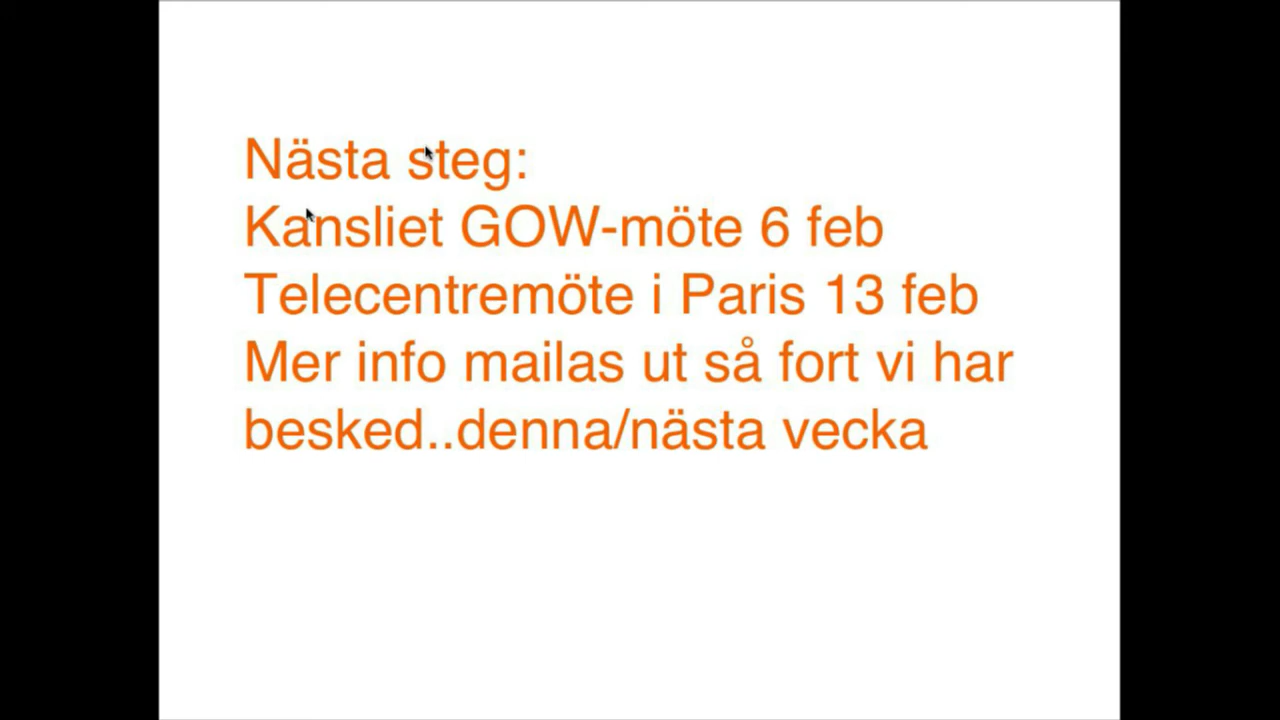 Nästa steg:
Kansliet GOW-möte 6 feb
Telecentremöte i Paris 13 feb
Mer info mailas ut så fort vi har
besked..denna/nästa vecka